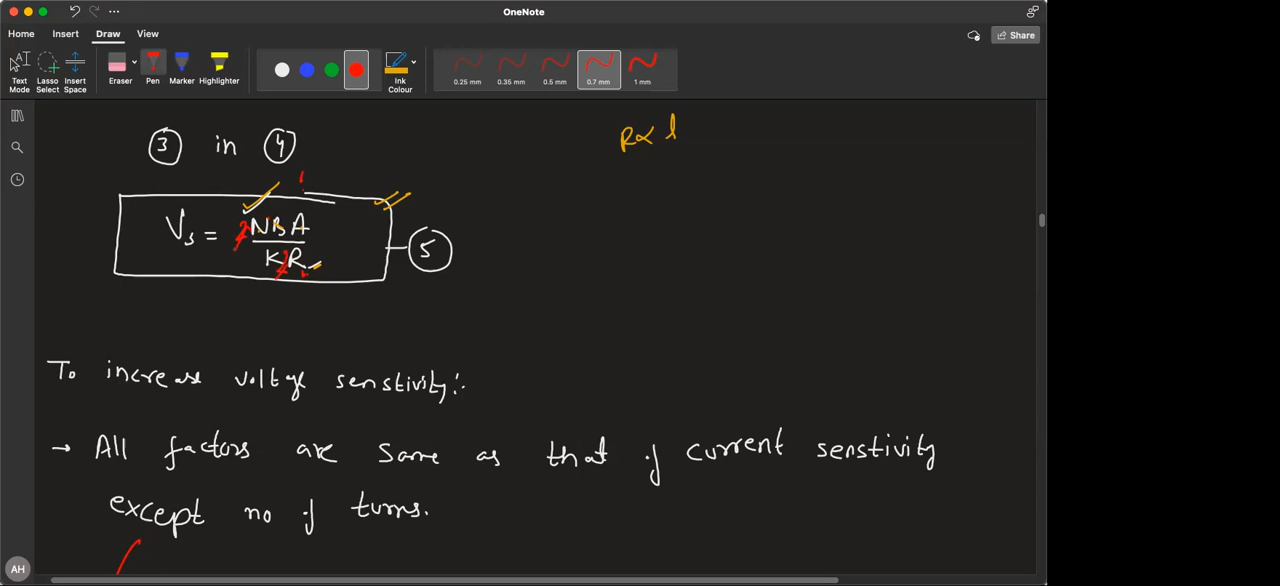 OneNote
Home Insert Draw View
Share
Text Mode
Lasso Select
Insert Space
Eraser
Pen
Marker
Highlighter
Ink Colour
0.25 mm
0.35 mm
0.5 mm
0.7 mm
1 mm
③ in ④
R∝ l
Vs = 2NBA / K2R — ⑤
To increase voltage senstivity:-
→ All factors are same as that of current senstivity
except no of turns.
AH